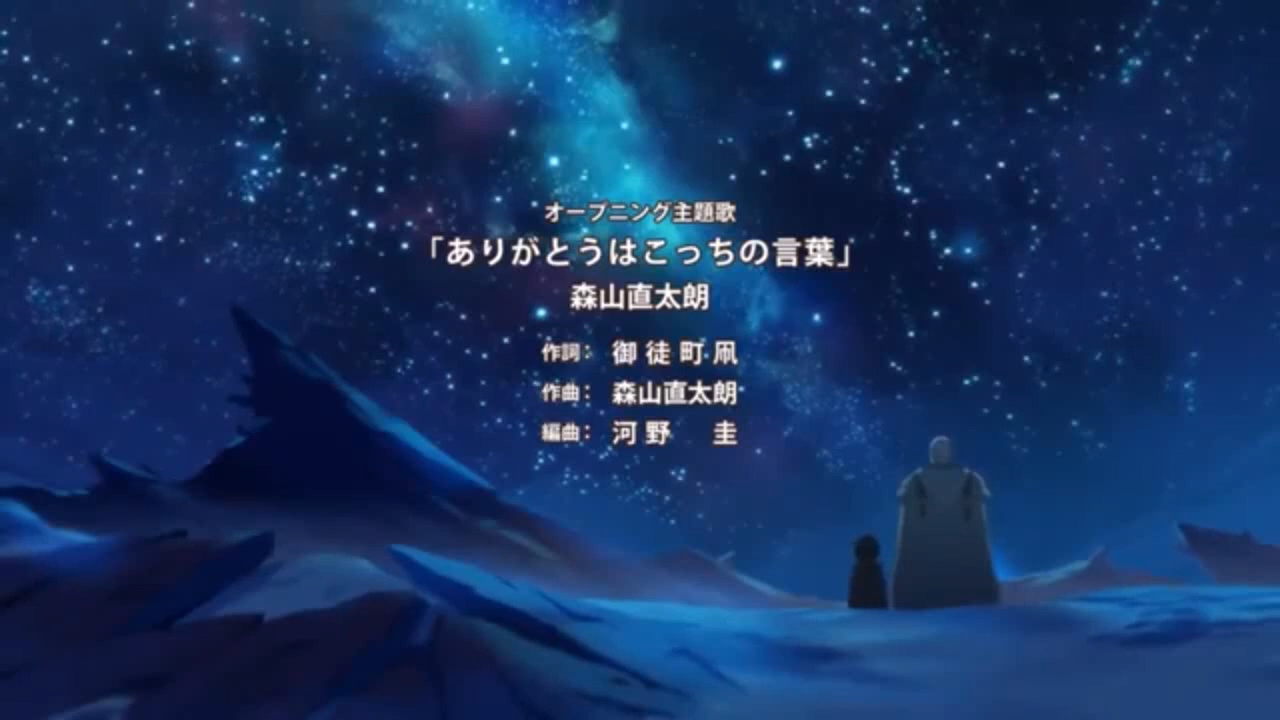 オープニング主題歌
「ありがとうはこっちの言葉」
森山直太朗
作詞： 御徒町凧
作曲： 森山直太朗
編曲： 河野　圭